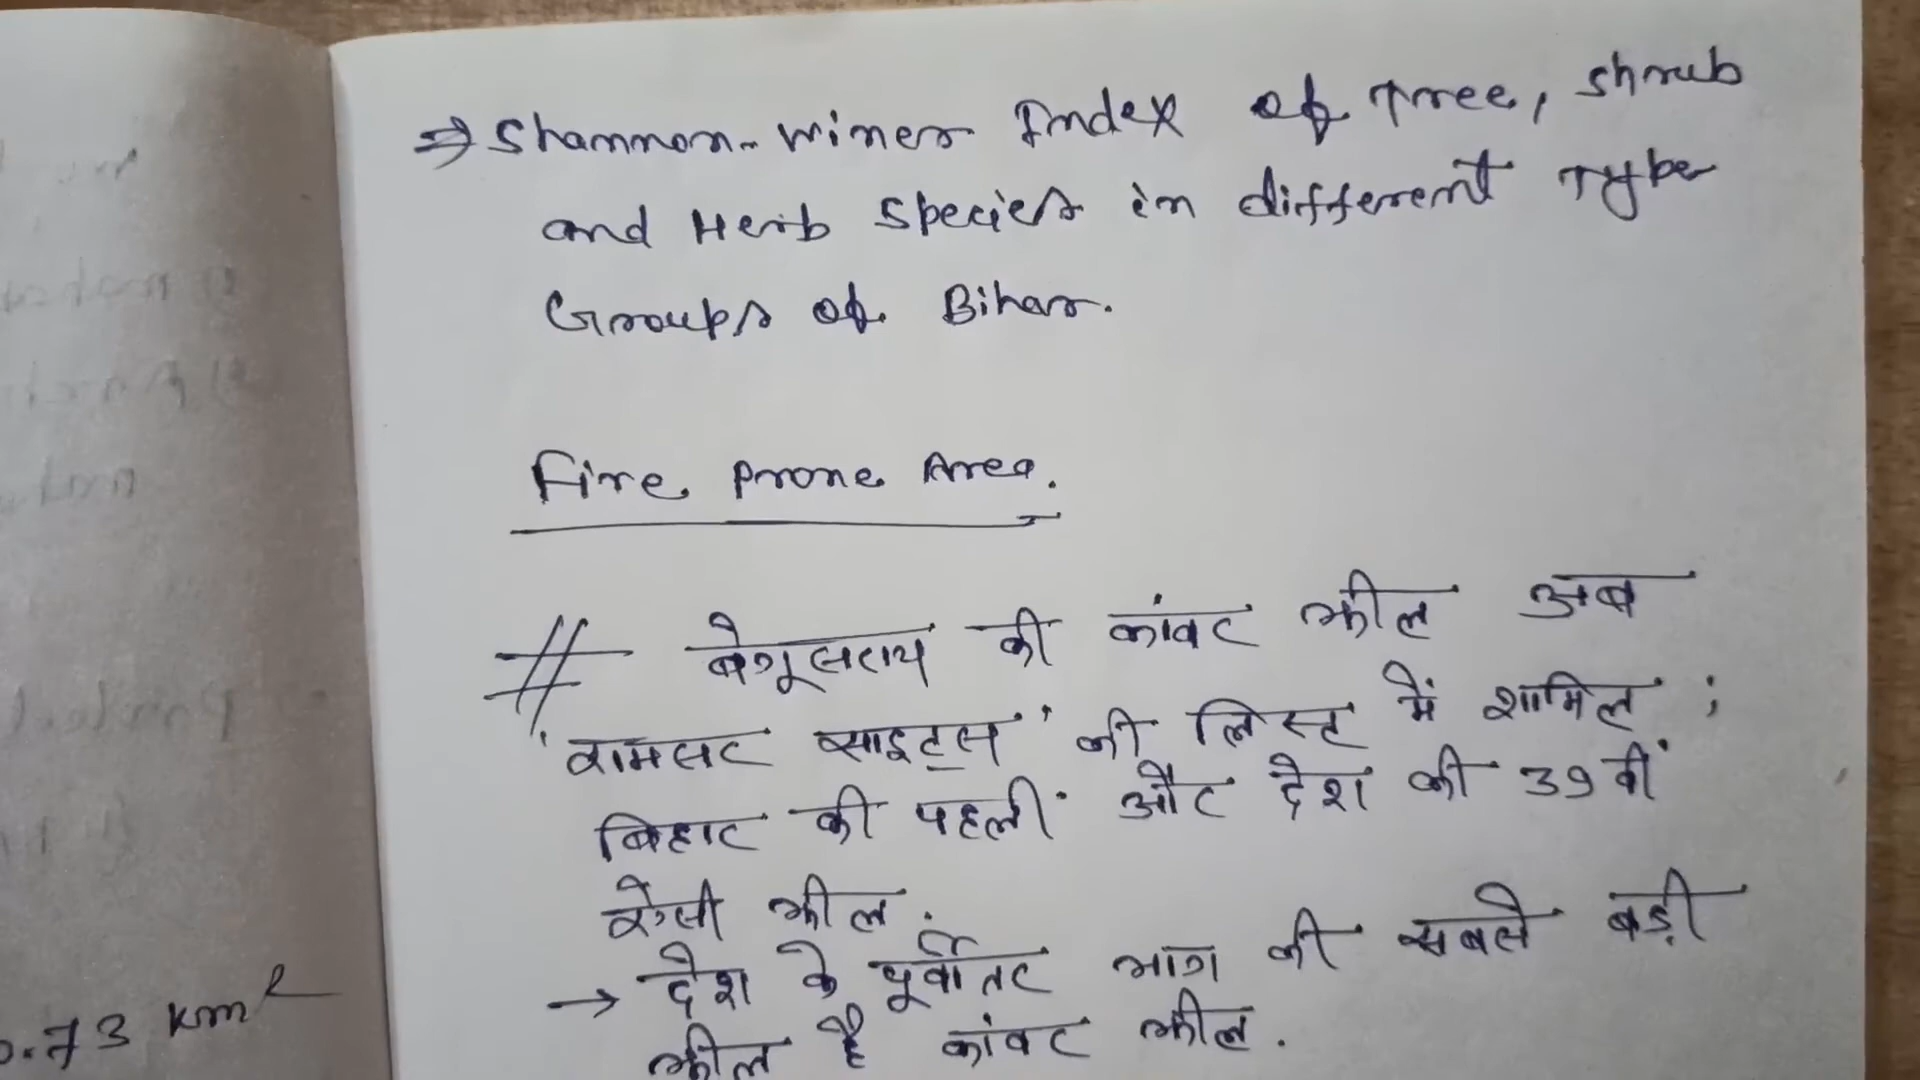 ⇒ Shannon-winer Index of Tree, Shrub
and Herb Species in different Type
Groups of Bihar.
Fire Prone Area.
# बेगूसराय की कांवर झील अब
'रामसर साइट्स' की लिस्ट में शामिल ;
बिहार की पहली और देश की 39वीं
ऐसी झील.
→ देश के पूर्वोतर भाग की सबसे बड़ी
झील है कांवर झील.
.73 km²